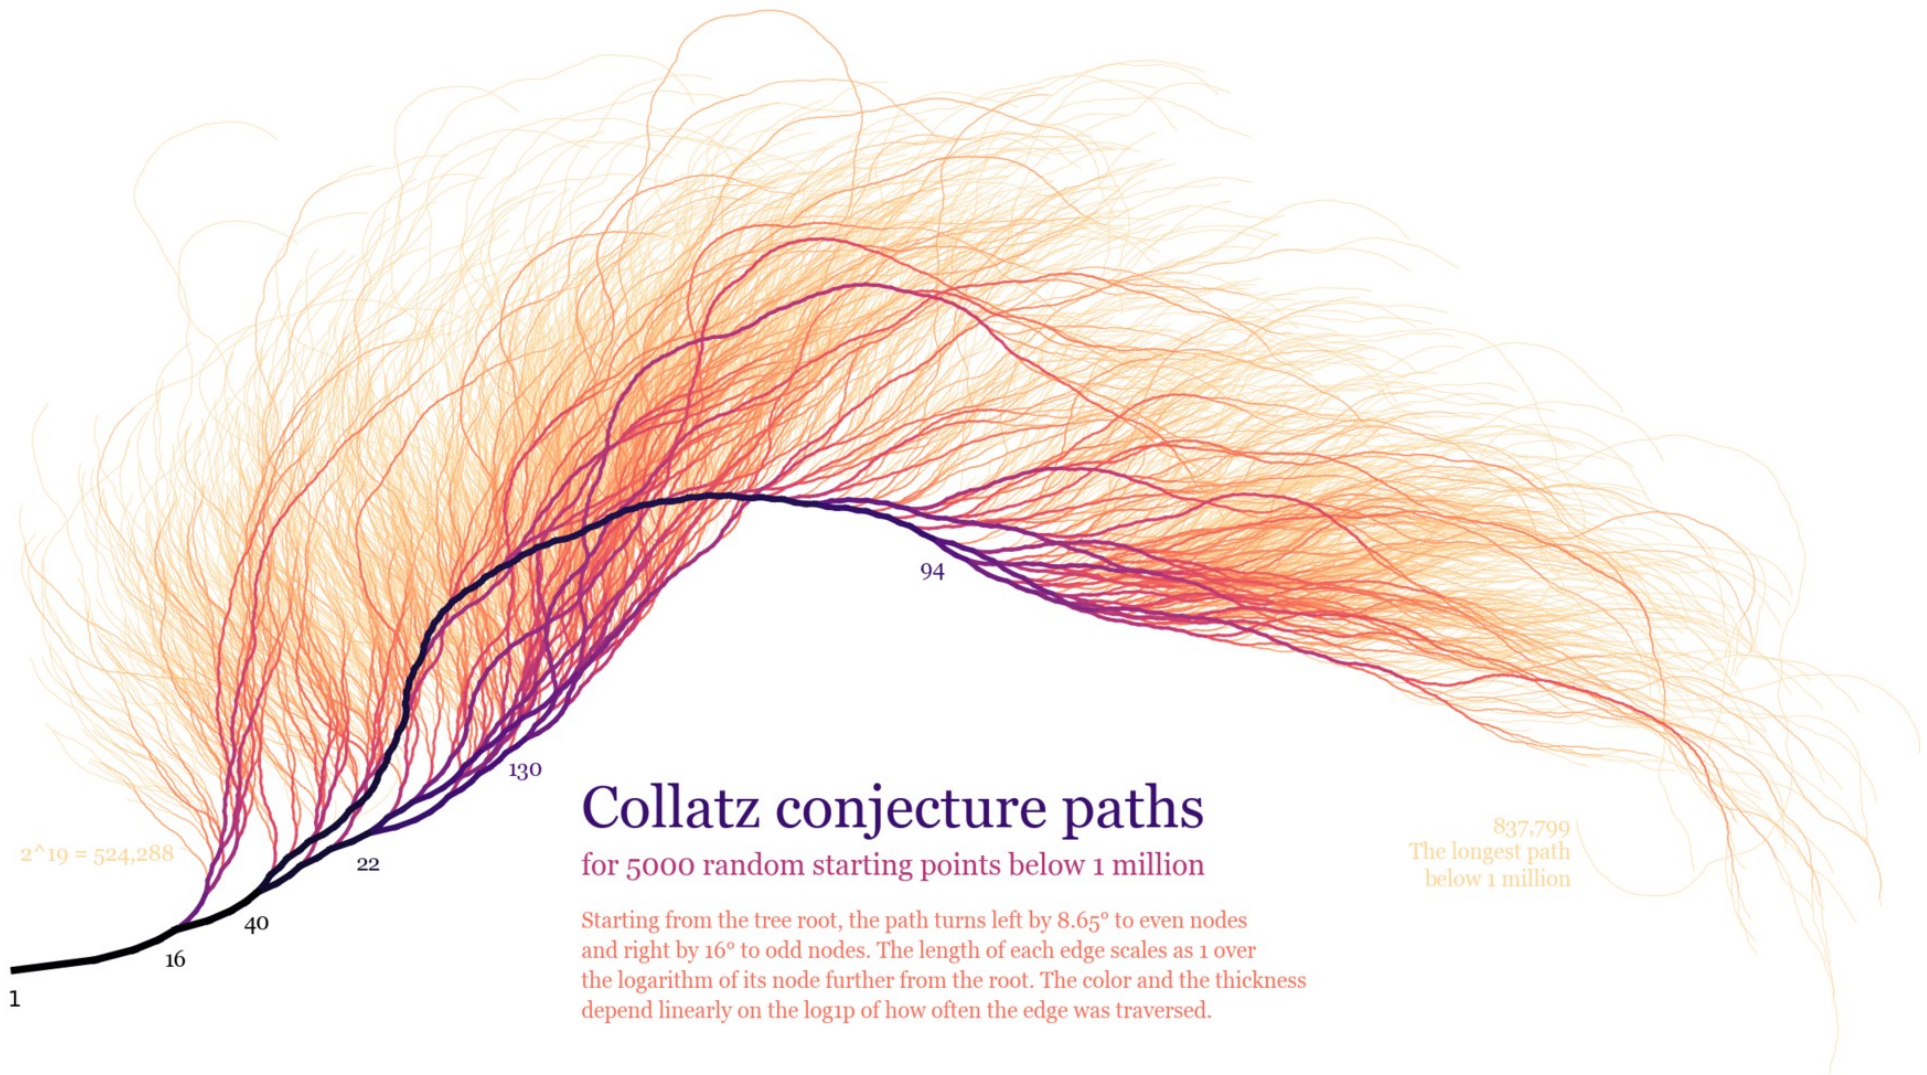 94
130
Collatz conjecture paths
for 5000 random starting points below 1 million
837,799
The longest path
below 1 million
2^19 = 524,288
22
40
16
1
Starting from the tree root, the path turns left by 8.65° to even nodes
and right by 16° to odd nodes. The length of each edge scales as 1 over
the logarithm of its node further from the root. The color and the thickness
depend linearly on the log1p of how often the edge was traversed.